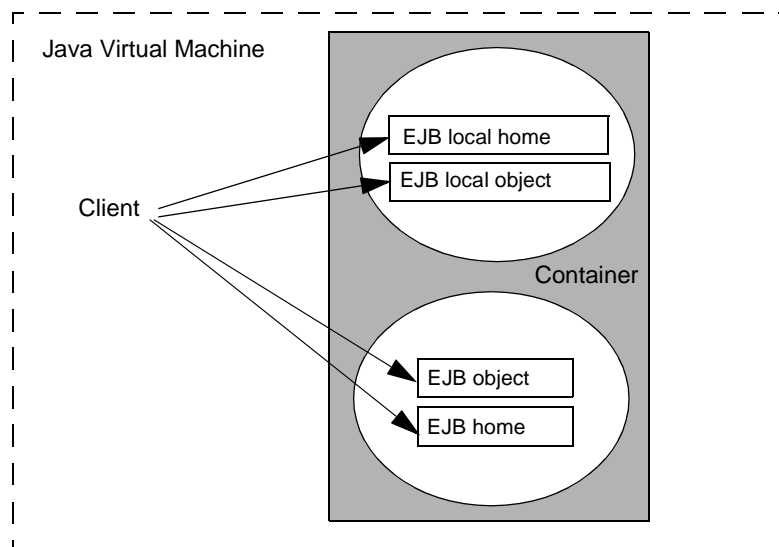 Java Virtual Machine
EJB local home
EJB local object
Client
Container
EJB object
EJB home